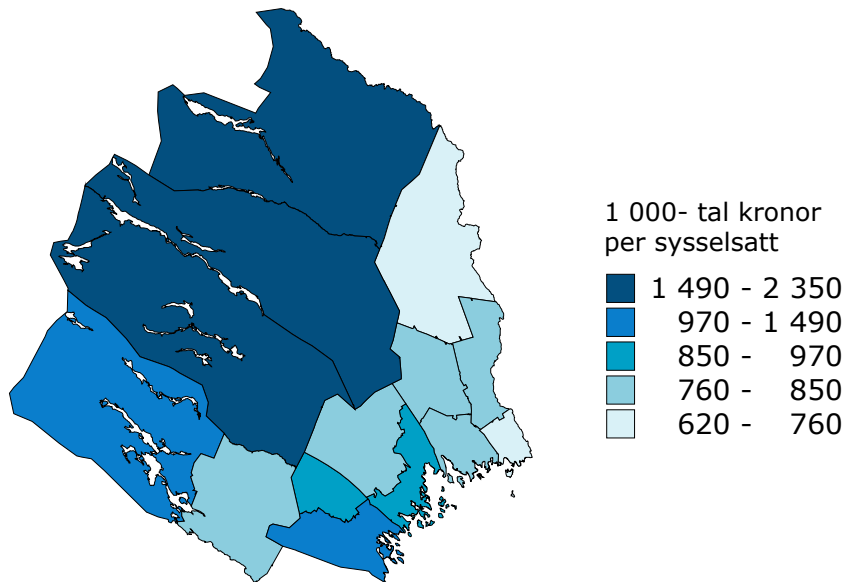 1 000- tal kronor
per sysselsatt
1 490 - 2 350
970 - 1 490
850 - 970
760 - 850
620 - 760